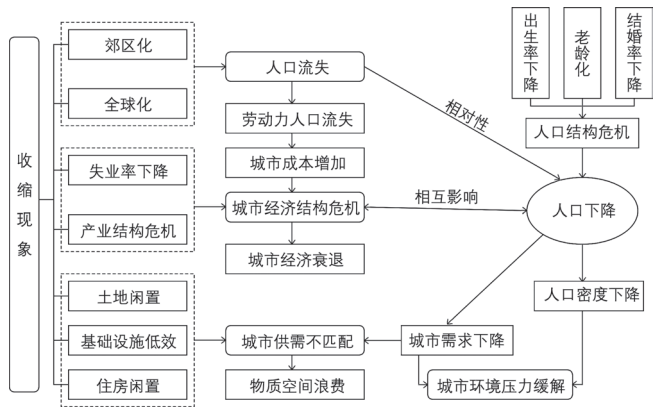 收缩现象
郊区化
全球化
失业率下降
产业结构危机
土地闲置
基础设施低效
住房闲置
人口流失
劳动力人口流失
城市成本增加
城市经济结构危机
城市经济衰退
城市供需不匹配
物质空间浪费
相对性
相互影响
出生率下降
老龄化
结婚率下降
人口结构危机
人口下降
人口密度下降
城市需求下降
城市环境压力缓解